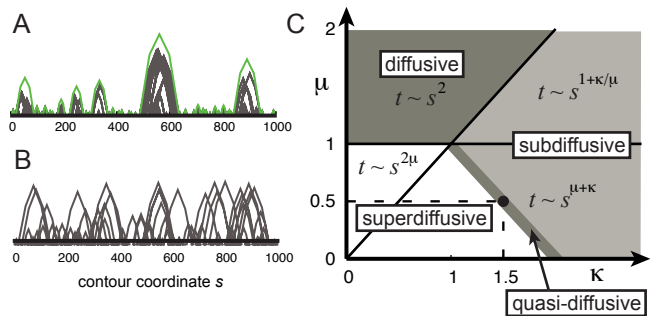 A
0 200 400 600 800 1000
B
0 200 400 600 800 1000
contour coordinate s
C
2
μ
1
0.5
0
diffusive
t ~ s^2
t ~ s^{1+κ/μ}
t ~ s^{2μ}
subdiffusive
t ~ s^{μ+κ}
superdiffusive
0 1 1.5 κ
quasi-diffusive